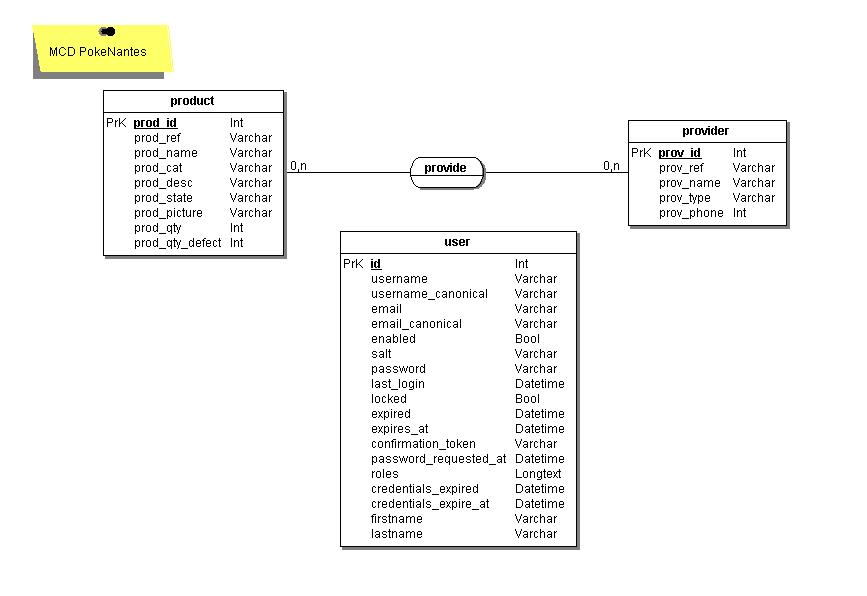 MCD PokeNantes
product
PrK prod_id Int
prod_ref Varchar
prod_name Varchar
prod_cat Varchar
prod_desc Varchar
prod_state Varchar
prod_picture Varchar
prod_qty Int
prod_qty_defect Int
0,n
provide
0,n
provider
PrK prov_id Int
prov_ref Varchar
prov_name Varchar
prov_type Varchar
prov_phone Int
user
PrK id Int
username Varchar
username_canonical Varchar
email Varchar
email_canonical Varchar
enabled Bool
salt Varchar
password Varchar
last_login Datetime
locked Bool
expired Datetime
expires_at Datetime
confirmation_token Varchar
password_requested_at Datetime
roles Longtext
credentials_expired Datetime
credentials_expire_at Datetime
firstname Varchar
lastname Varchar